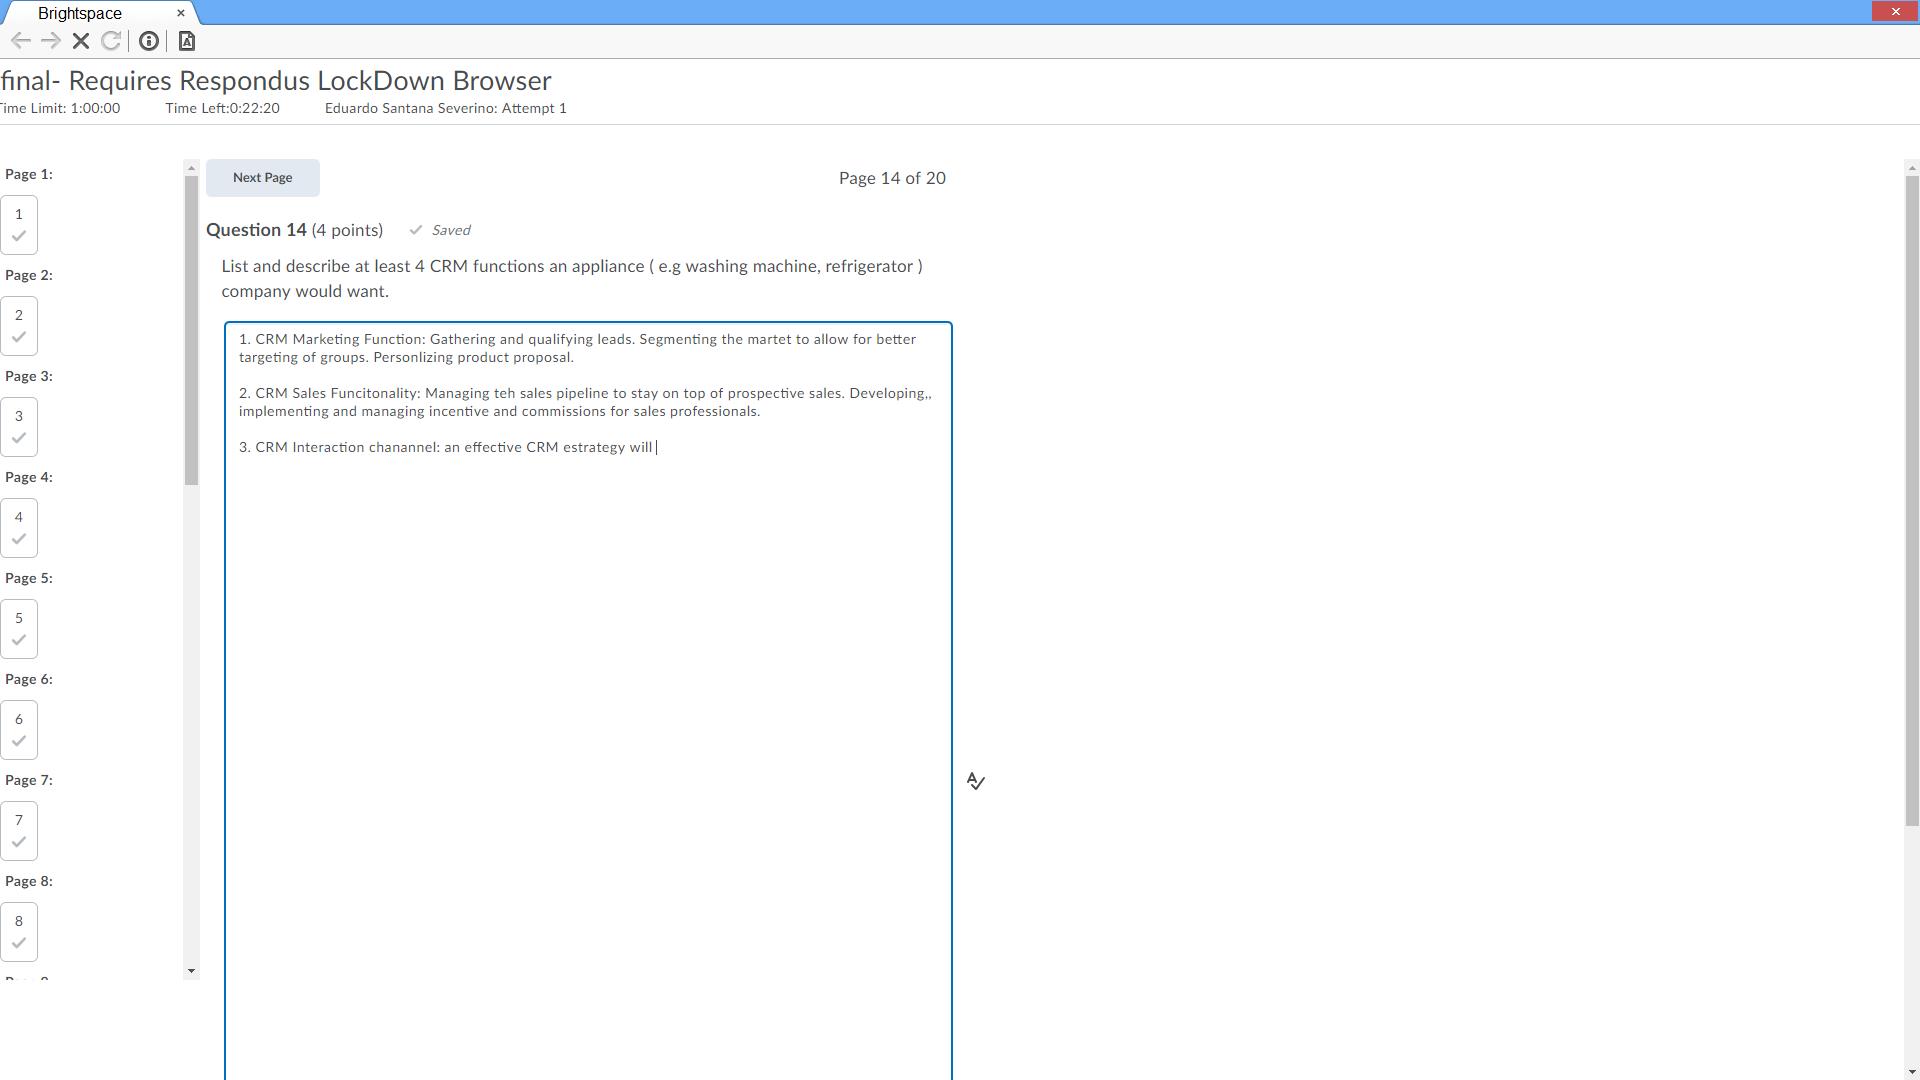 Brightspace
final- Requires Respondus LockDown Browser
Time Limit: 1:00:00 Time Left:0:22:20 Eduardo Santana Severino: Attempt 1
Page 1:
1
Page 2:
2
Page 3:
3
Page 4:
4
Page 5:
5
Page 6:
6
Page 7:
7
Page 8:
8
Next Page
Page 14 of 20
Question 14 (4 points) Saved
List and describe at least 4 CRM functions an appliance ( e.g washing machine, refrigerator )
company would want.
1. CRM Marketing Function: Gathering and qualifying leads. Segmenting the martet to allow for better
targeting of groups. Personlizing product proposal.
2. CRM Sales Funcitonality: Managing teh sales pipeline to stay on top of prospective sales. Developing,,
implementing and managing incentive and commissions for sales professionals.
3. CRM Interaction chanannel: an effective CRM estrategy will